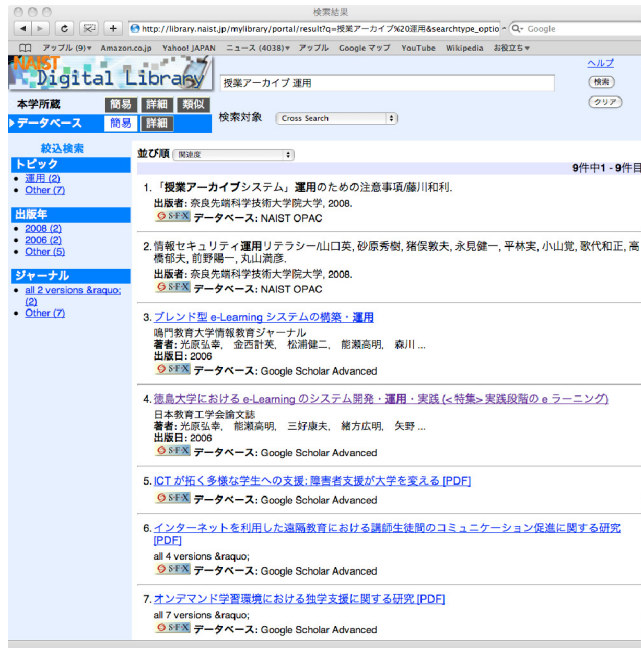 検索結果
http://library.naist.jp/mylibrary/portal/result?q=授業アーカイブ%20運用&searchtype_optio
Google
アップル (9)▾ Amazon.co.jp Yahoo! JAPAN ニュース (4038)▾ アップル Google マップ YouTube Wikipedia お役立ち▾
NAIST
Digital Library
授業アーカイブ 運用
ヘルプ
検索
クリア
本学所蔵 簡易 詳細 類似
データベース 簡易 詳細
検索対象 Cross Search
絞込検索
トピック
運用 (2)
Other (7)
出版年
2008 (2)
2006 (2)
Other (5)
ジャーナル
all 2 versions &raquo;
(2)
Other (7)
並び順 関連度
9件中1 - 9件目
1. 「授業アーカイブシステム」運用のための注意事項/藤川和利.
出版者: 奈良先端科学技術大学院大学, 2008.
S·F·X データベース: NAIST OPAC
2. 情報セキュリティ運用リテラシー/山口英, 砂原秀樹, 猪俣敦夫, 永見健一, 平林実, 小山覚, 歌代和正, 高
橋郁夫, 前野陽一, 丸山満彦.
出版者: 奈良先端科学技術大学院大学, 2008.
S·F·X データベース: NAIST OPAC
3. ブレンド型 e-Learning システムの構築・運用
鳴門教育大学情報教育ジャーナル
著者: 光原弘幸, 金西計英, 松浦健二, 能瀬高明, 森川 ...
出版日: 2006
S·F·X データベース: Google Scholar Advanced
4. 徳島大学における e-Learning のシステム開発・運用・実践 (<特集>実践段階の e ラーニング)
日本教育工学会論文誌
著者: 光原弘幸, 能瀬高明, 三好康夫, 緒方広明, 矢野 ...
出版日: 2006
S·F·X データベース: Google Scholar Advanced
5. ICT が拓く多様な学生への支援: 障害者支援が大学を変える [PDF]
S·F·X データベース: Google Scholar Advanced
6. インターネットを利用した遠隔教育における講師生徒間のコミュニケーション促進に関する研究
[PDF]
all 4 versions &raquo;
S·F·X データベース: Google Scholar Advanced
7. オンデマンド学習環境における独学支援に関する研究 [PDF]
all 7 versions &raquo;
S·F·X データベース: Google Scholar Advanced